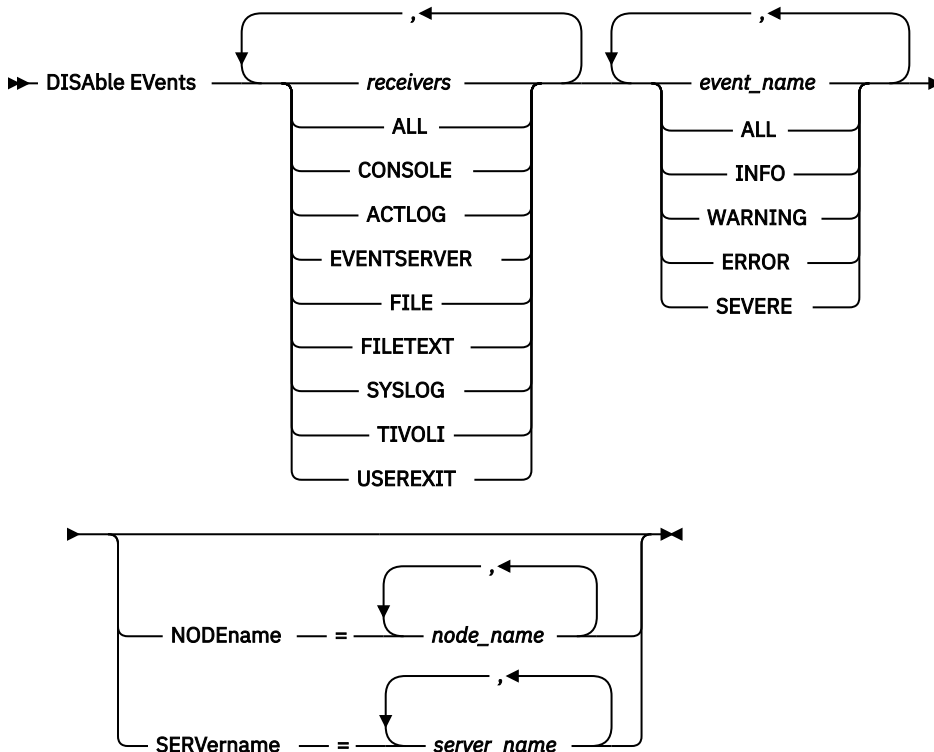 , ,
DISAble EVents receivers event_name
ALL ALL
CONSOLE INFO
ACTLOG WARNING
EVENTSERVER ERROR
FILE SEVERE
FILETEXT
SYSLOG
TIVOLI
USEREXIT
,
NODEname = node_name
,
SERVername = server_name